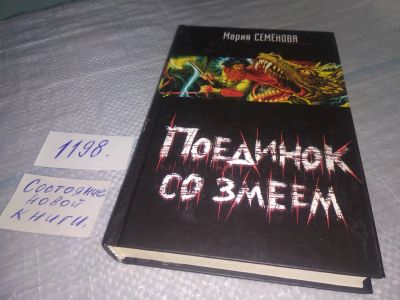 Мария СЕМЁНОВА
Поединок
со змеем
1198.
Состояние
новой
книги.